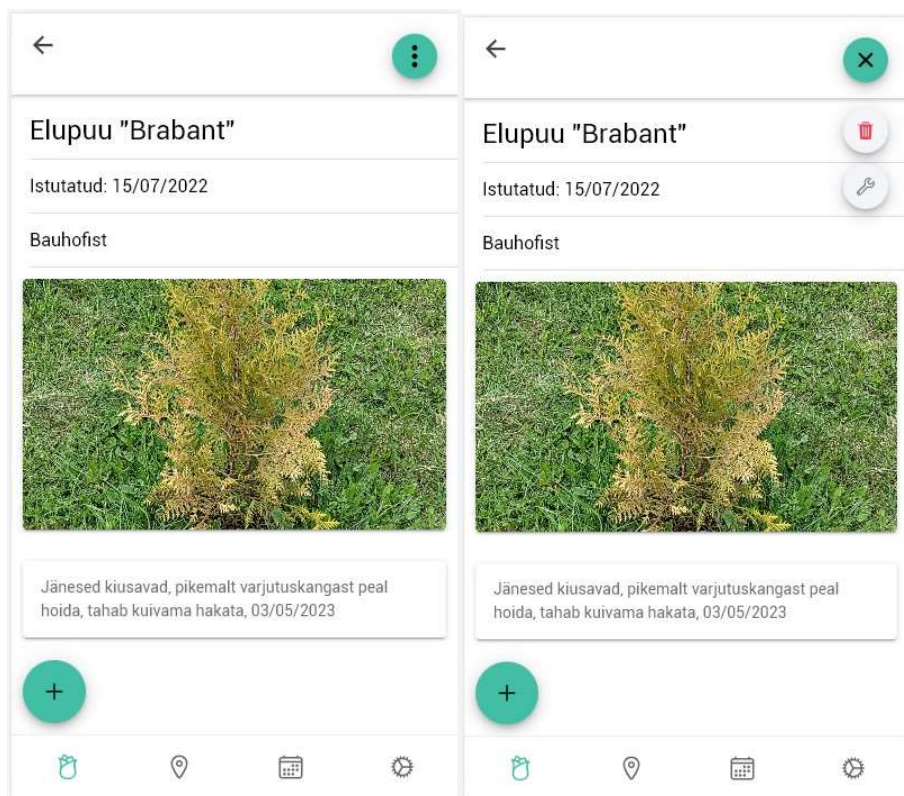 Elupuu "Brabant"
Istutatud: 15/07/2022
Bauhofist
Jänesed kiusavad, pikemalt varjutuskangast peal
hoida, tahab kuivama hakata, 03/05/2023
Elupuu "Brabant"
Istutatud: 15/07/2022
Bauhofist
Jänesed kiusavad, pikemalt varjutuskangast peal
hoida, tahab kuivama hakata, 03/05/2023